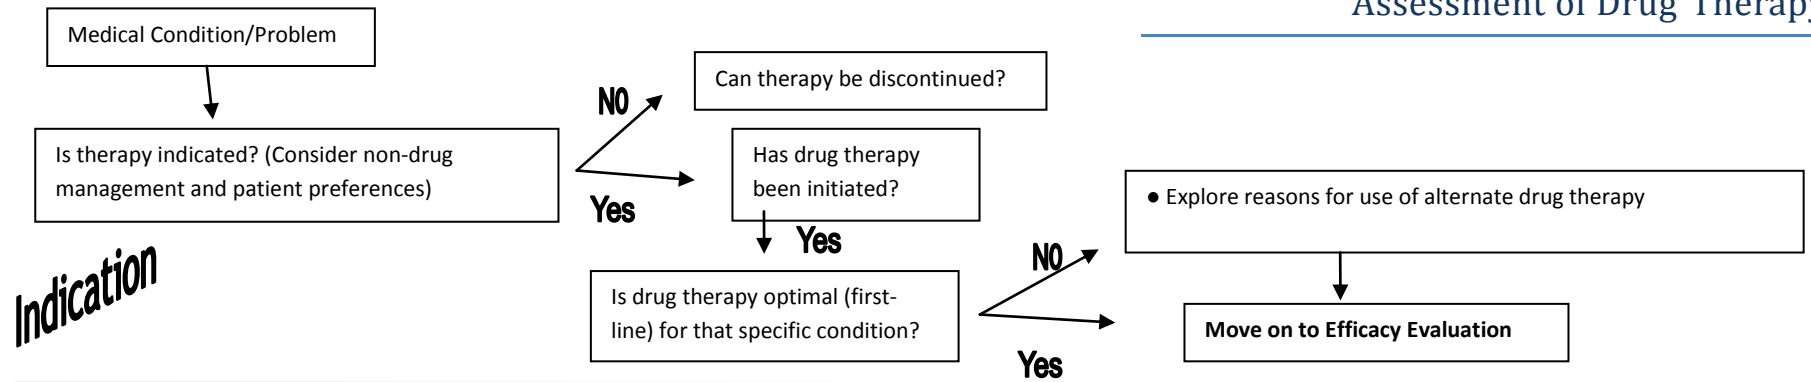 Assessment of Drug Therapy
Medical Condition/Problem
Can therapy be discontinued?
N0
Is therapy indicated? (Consider non-drug
management and patient preferences)
Has drug therapy
been initiated?
Yes
● Explore reasons for use of alternate drug therapy
Yes
N0
Indication
Is drug therapy optimal (first-
line) for that specific condition?
Move on to Efficacy Evaluation
Yes